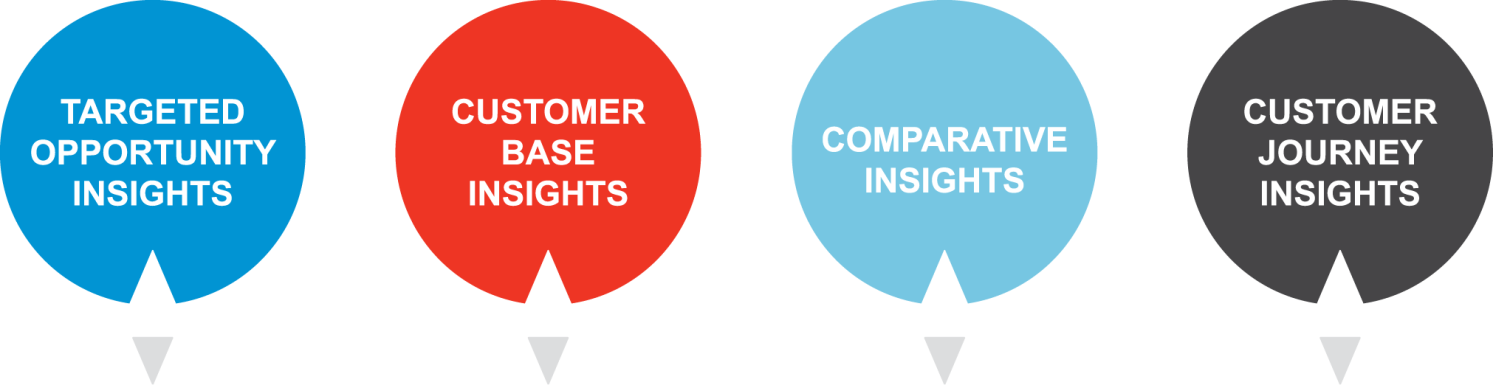 TARGETED
OPPORTUNITY
INSIGHTS
CUSTOMER
BASE
INSIGHTS
COMPARATIVE
INSIGHTS
CUSTOMER
JOURNEY
INSIGHTS